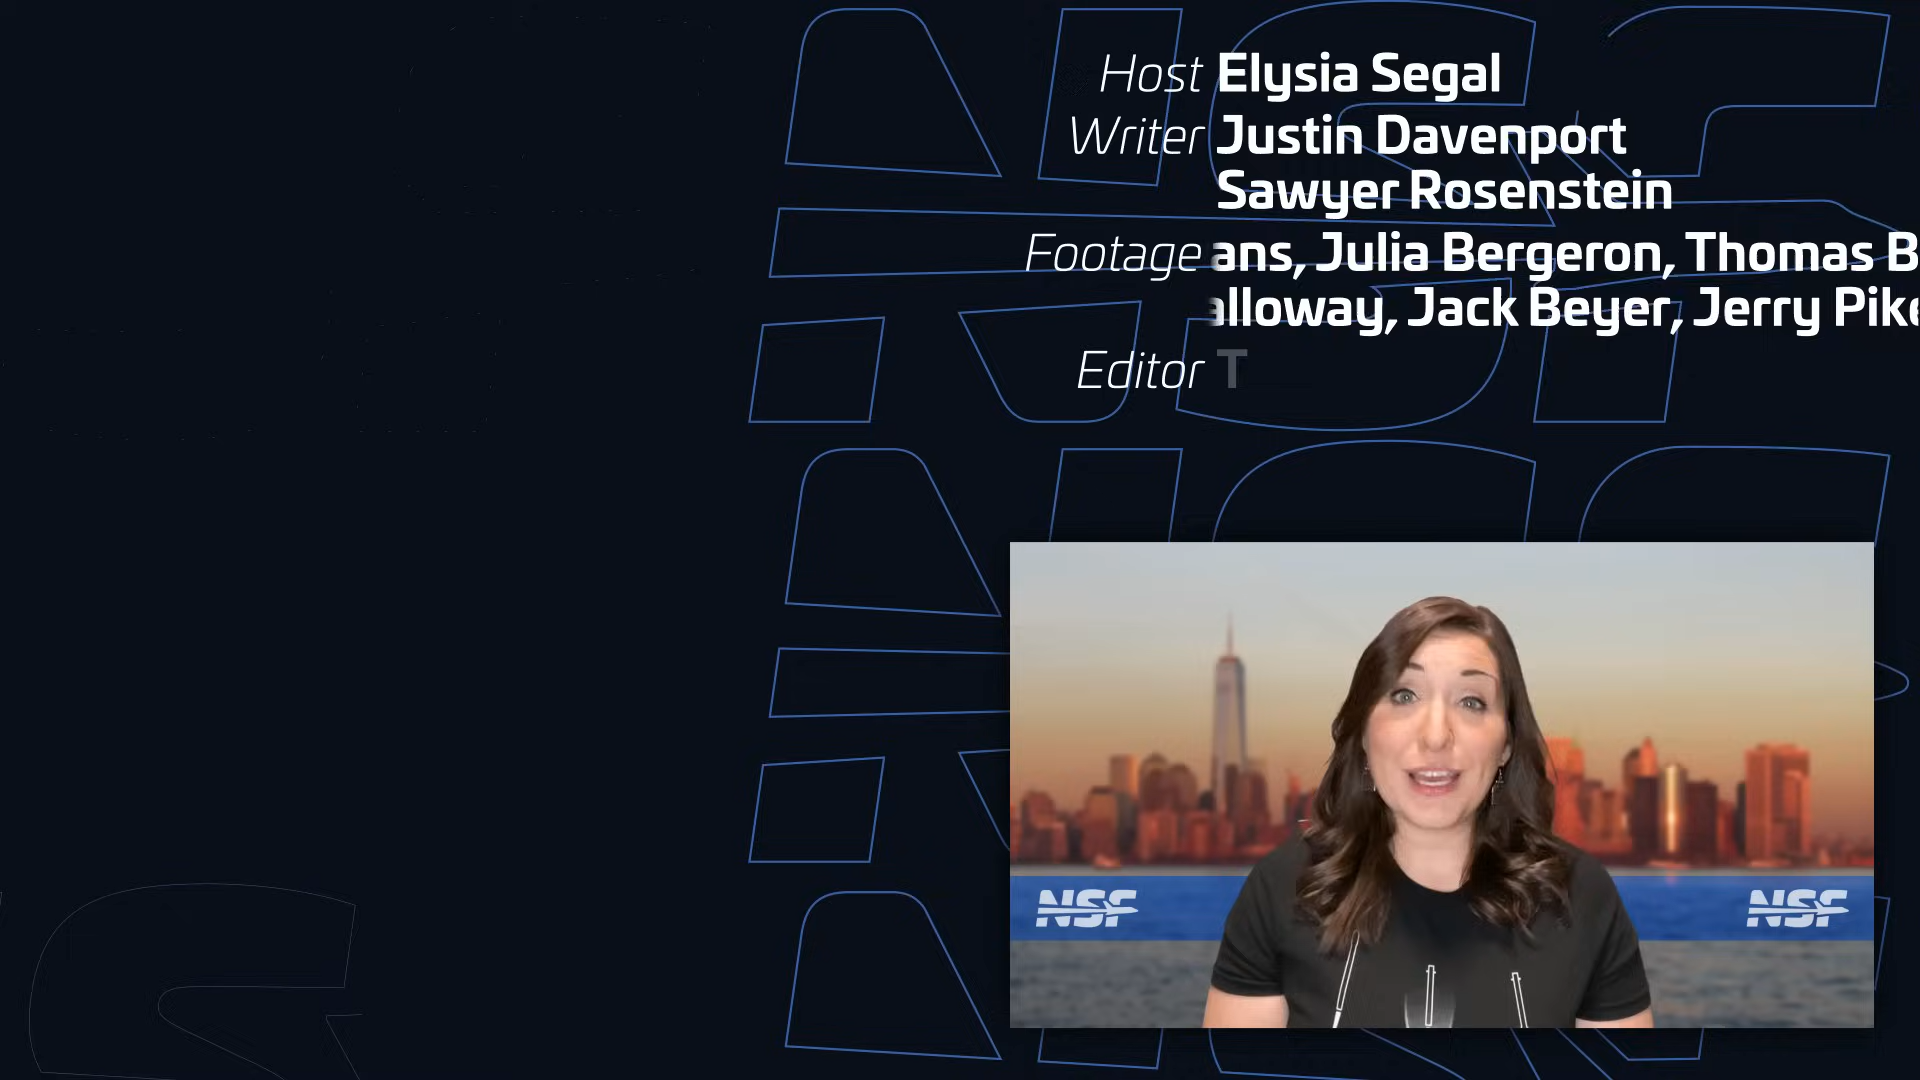 Host Elysia Segal
Writer Justin Davenport
Sawyer Rosenstein
Footage ans, Julia Bergeron, Thomas B
alloway, Jack Beyer, Jerry Pike
Editor T
NSF NSF